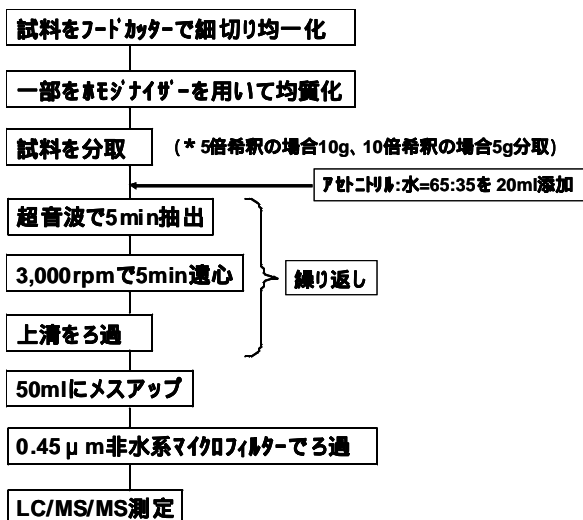 試料をフードカッターで細切り均一化
一部をホモジナイザーを用いて均質化
試料を分取 (* 5倍希釈の場合10g、10倍希釈の場合5g分取)
アセトニトリル:水=65:35を 20ml添加
超音波で5min抽出
3,000rpmで5min遠心
繰り返し
上清をろ過
50mlにメスアップ
0.45μm非水系マイクロフィルターでろ過
LC/MS/MS測定